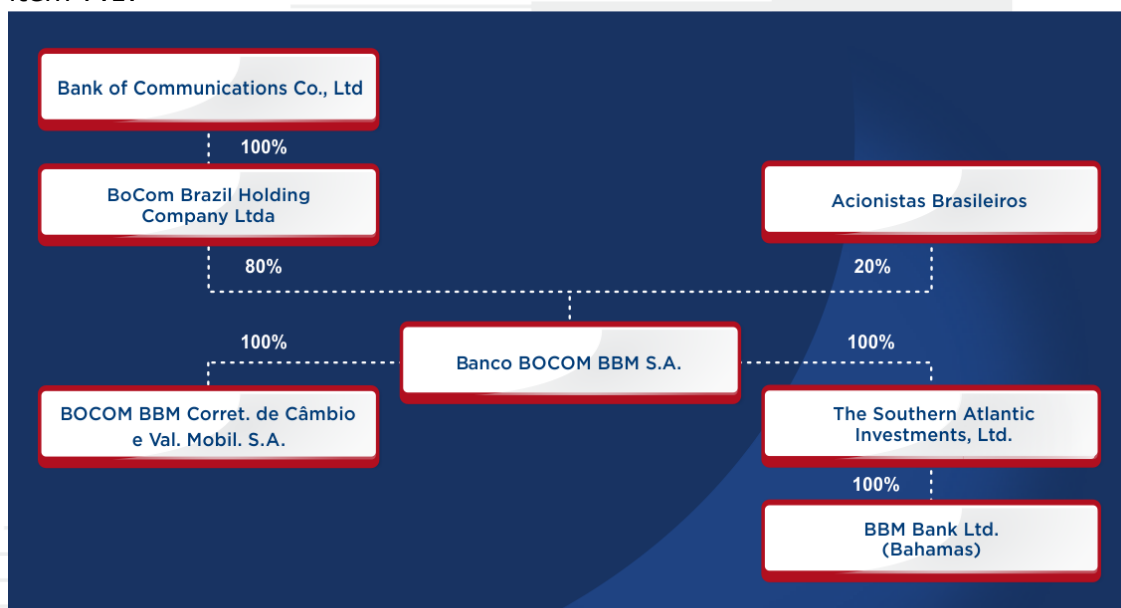 Bank of Communications Co., Ltd
100%
BoCom Brazil Holding
Company Ltda
Acionistas Brasileiros
80%
20%
Banco BOCOM BBM S.A.
100%
100%
BOCOM BBM Corret. de Câmbio
e Val. Mobil. S.A.
The Southern Atlantic
Investments, Ltd.
100%
BBM Bank Ltd.
(Bahamas)